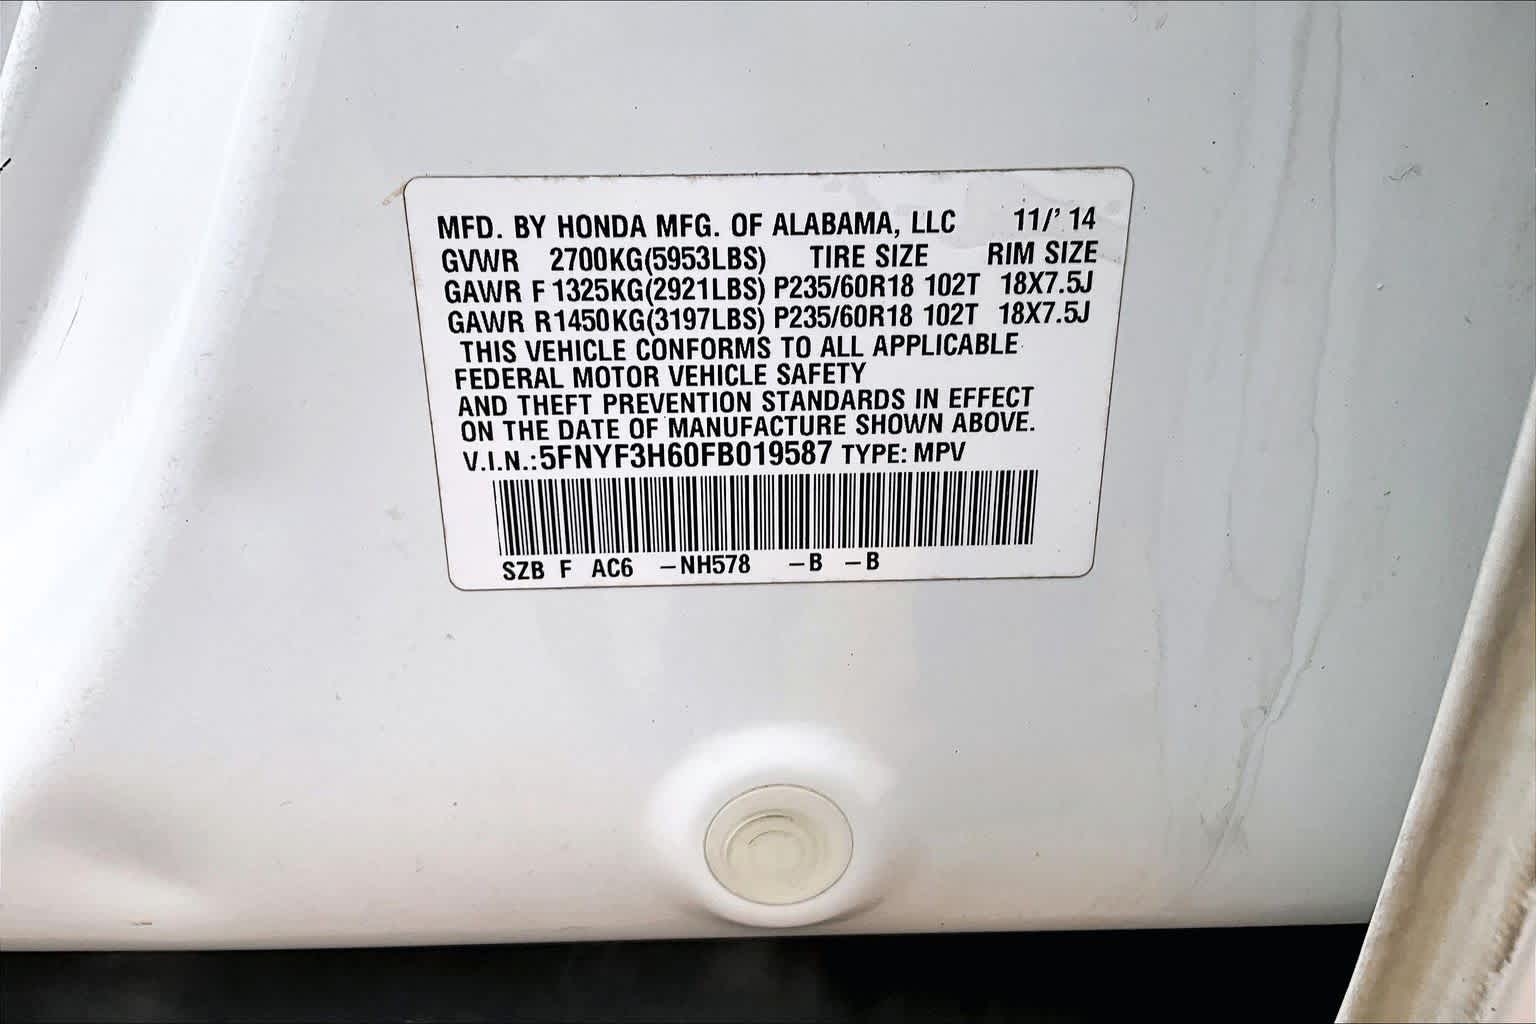 MFD. BY HONDA MFG. OF ALABAMA, LLC 11/' 14
GVWR 2700KG(5953LBS) TIRE SIZE RIM SIZE
GAWR F 1325KG(2921LBS) P235/60R18 102T 18X7.5J
GAWR R1450KG(3197LBS) P235/60R18 102T 18X7.5J
THIS VEHICLE CONFORMS TO ALL APPLICABLE
FEDERAL MOTOR VEHICLE SAFETY
AND THEFT PREVENTION STANDARDS IN EFFECT
ON THE DATE OF MANUFACTURE SHOWN ABOVE.
V.I.N.:5FNYF3H60FB019587 TYPE: MPV
SZB F AC6 –NH578 –B –B